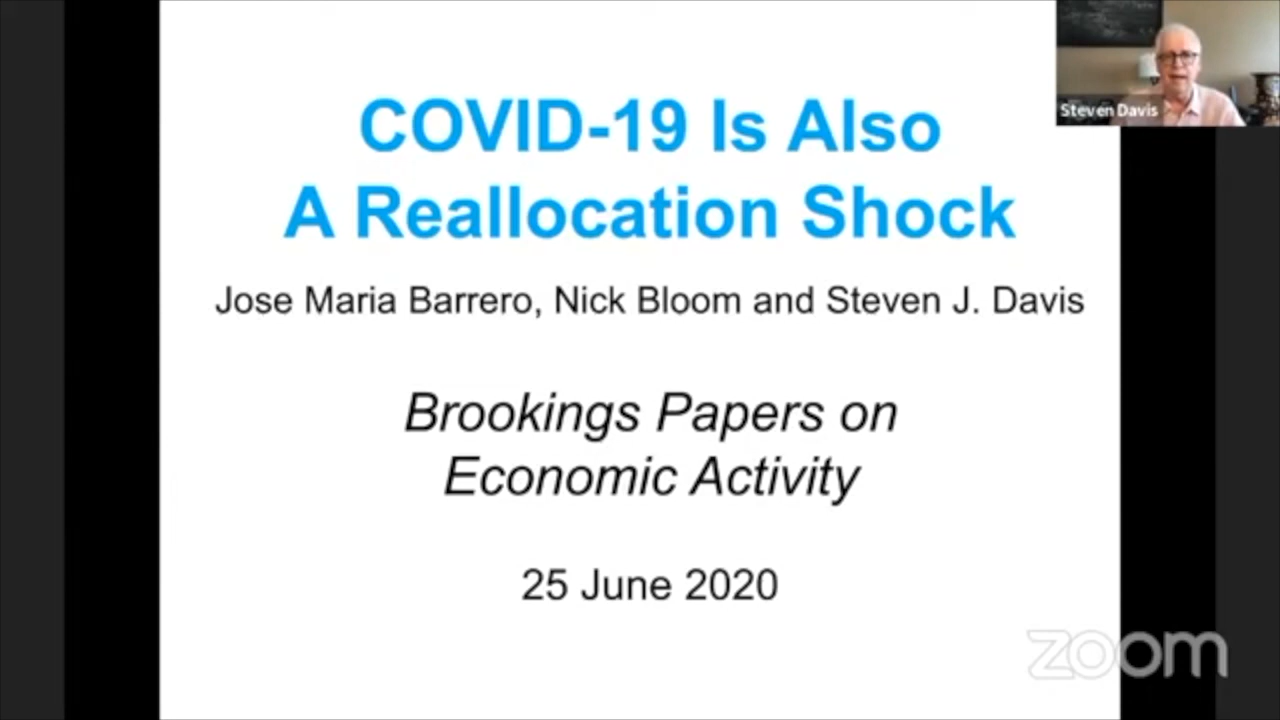 COVID-19 Is Also
A Reallocation Shock
Jose Maria Barrero, Nick Bloom and Steven J. Davis
Brookings Papers on
Economic Activity
25 June 2020
Steven Davis
zoom